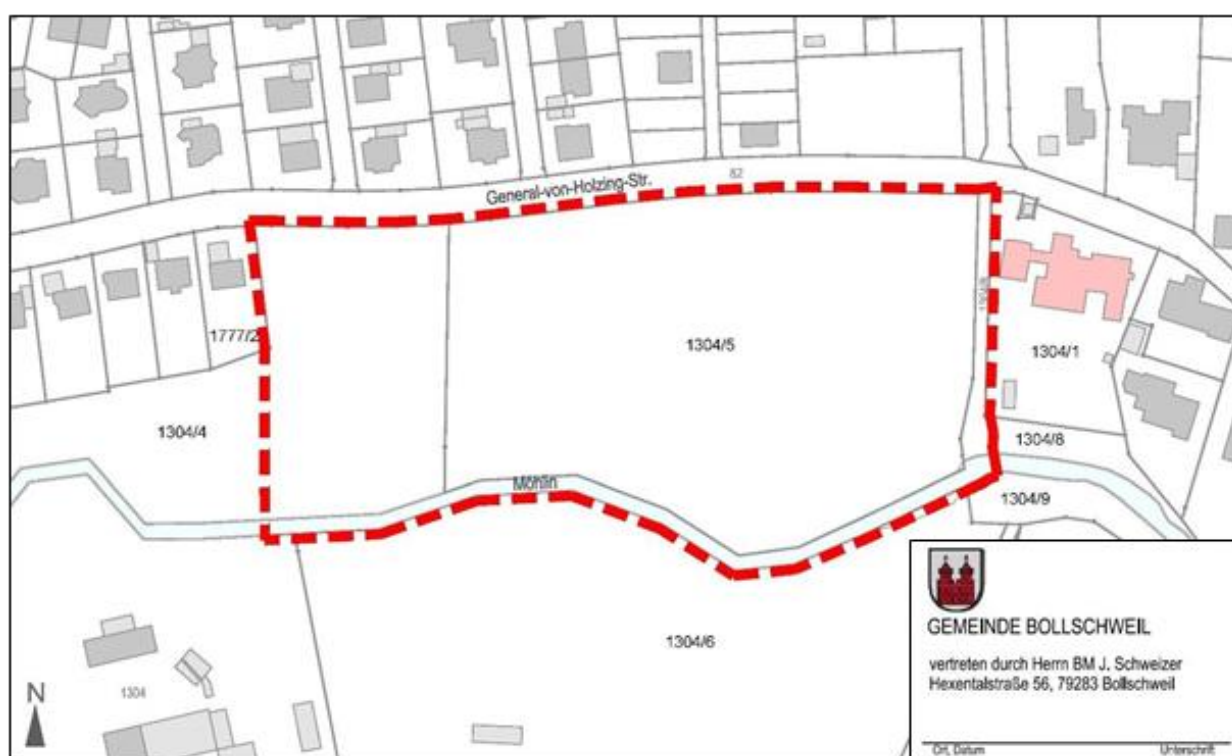 82
General-von-Holzing-Str.
1777/2
1304/5
1304/1
1304/4
1304/8
Möhlin
1304/9
1304/6
N
1304
GEMEINDE BOLLSCHWEIL
vertreten durch Herrn BM J. Schweizer
Hexentalstraße 56, 79283 Bollschweil
Ort, Datum
Unterschrift